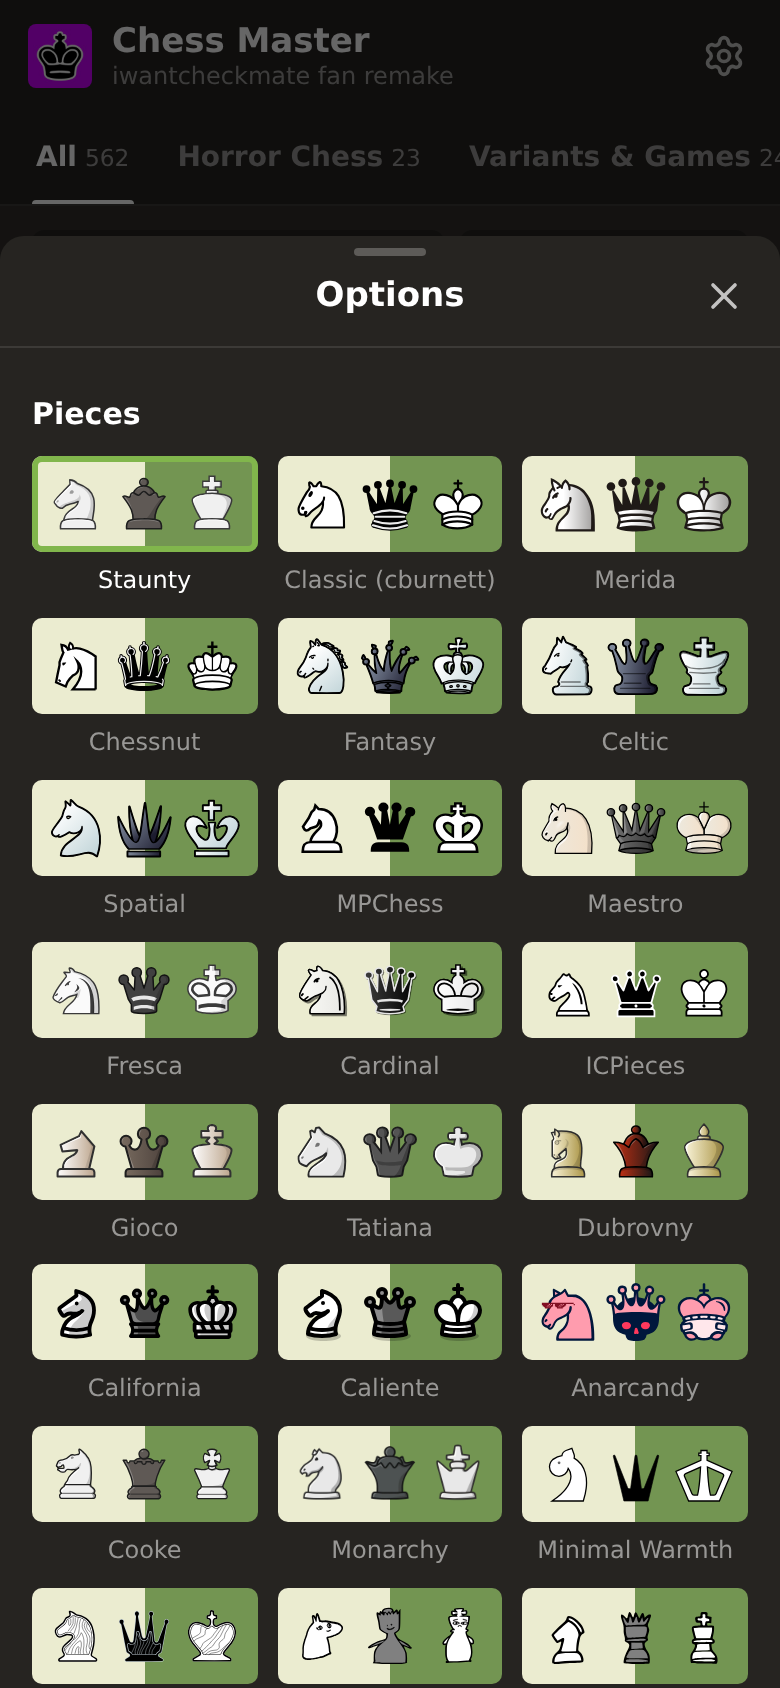 Chess Master
iwantcheckmate fan remake
All 562 Horror Chess 23 Variants & Games 24
Options
Pieces
Staunty Classic (cburnett) Merida
Chessnut Fantasy Celtic
Spatial MPChess Maestro
Fresca Cardinal ICPieces
Gioco Tatiana Dubrovny
California Caliente Anarcandy
Cooke Monarchy Minimal Warmth